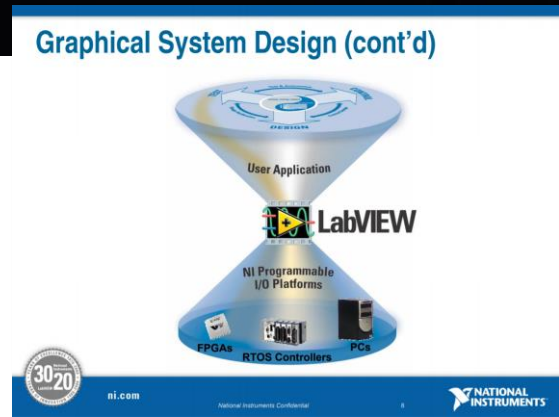 Graphical System Design (cont'd)
DESIGN
User Application
LabVIEW
NI Programmable
I/O Platforms
FPGAs
RTOS Controllers
PCs
30 20
ni.com
National Instruments Confidential
NATIONAL
INSTRUMENTS